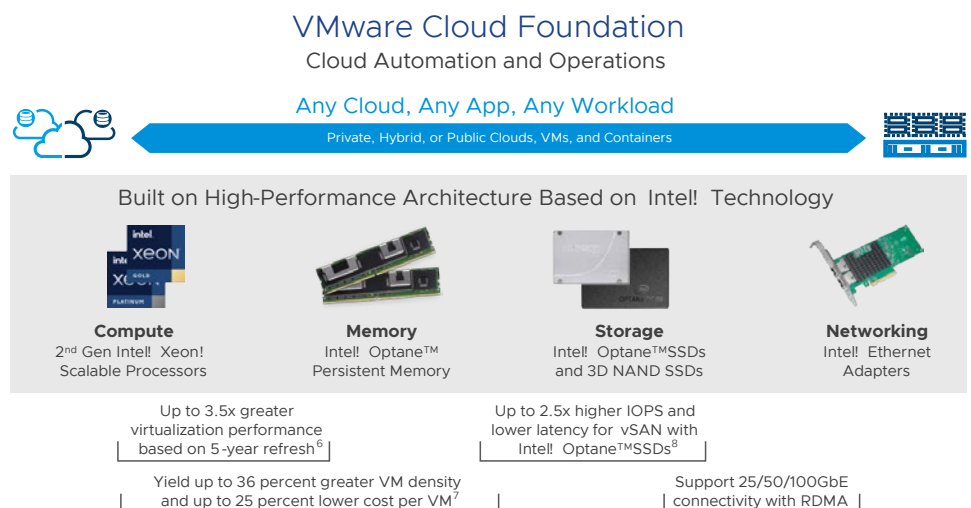 VMware Cloud Foundation
Cloud Automation and Operations
Any Cloud, Any App, Any Workload
Private, Hybrid, or Public Clouds, VMs, and Containers
Built on High-Performance Architecture Based on Intel! Technology
intel.
XEON
GOLD
PLATINUM
Compute
2nd Gen Intel! Xeon!
Scalable Processors
Memory
Intel! Optane™
Persistent Memory
Storage
Intel! Optane™SSDs
and 3D NAND SSDs
Networking
Intel! Ethernet
Adapters
Up to 3.5x greater
virtualization performance
based on 5-year refresh6
Up to 2.5x higher IOPS and
lower latency for vSAN with
Intel! Optane™SSDs8
Yield up to 36 percent greater VM density
and up to 25 percent lower cost per VM7
Support 25/50/100GbE
connectivity with RDMA